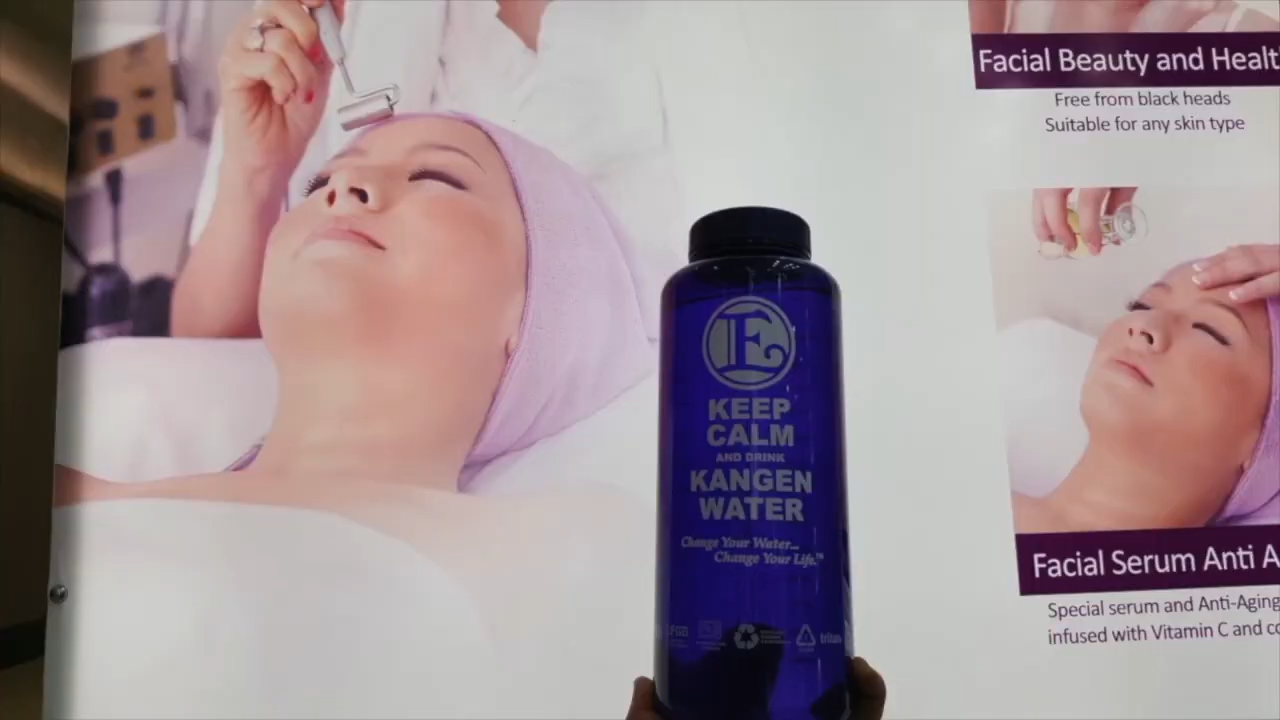 Facial Beauty and Healt
Free from black heads
Suitable for any skin type
E
KEEP
CALM
AND DRINK
KANGEN
WATER
Change Your Water...
Change Your Life.™
tritan
Facial Serum Anti A
Special serum and Anti-Aging
infused with Vitamin C and co